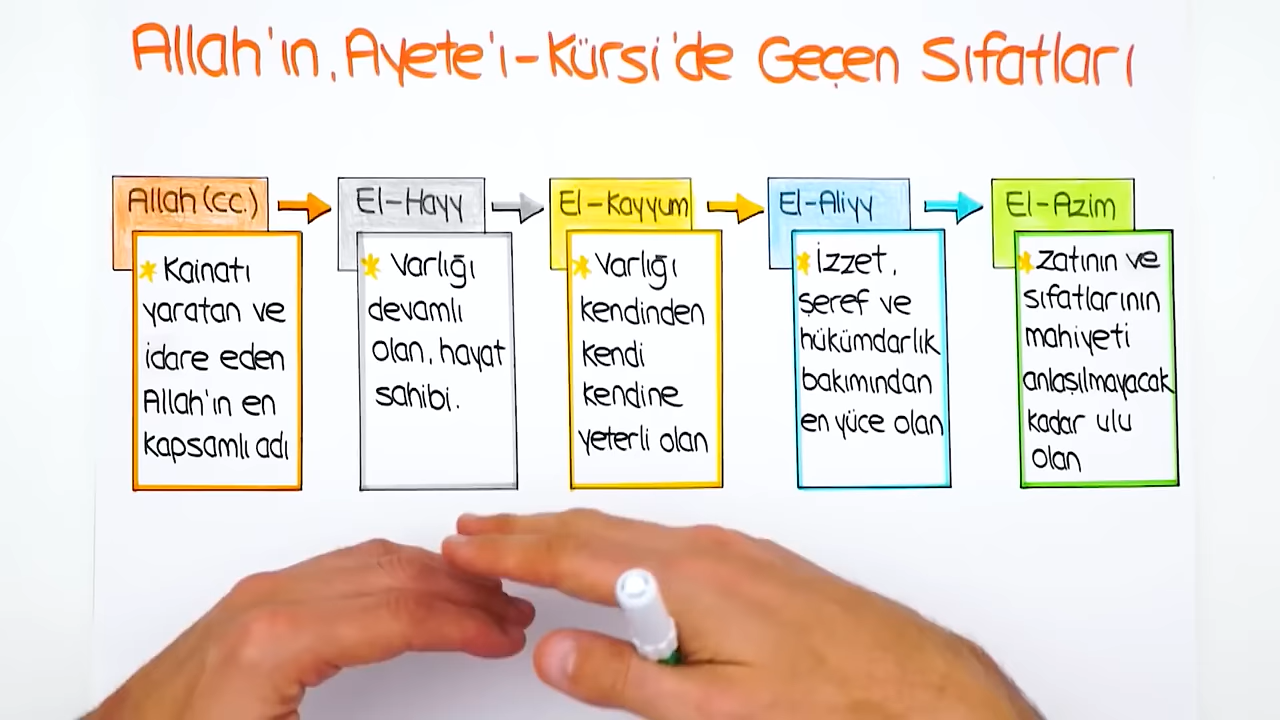 Allah'ın, Ayete'i-Kürsi'de Geçen Sıfatları
Allah (cc.)
* Kainatı
yaratan ve
idare eden
Allah'ın en
kapsamlı adı
El-Hayy
* Varlığı
devamlı
olan, hayat
sahibi.
El-Kayyum
* Varlığı
kendinden
kendi
kendine
yeterli olan
El-Aliyy
* İzzet,
şeref ve
hükümdarlık
bakımından
en yüce olan
El-Azim
* zatının ve
sıfatlarının
mahiyeti
anlaşılmayacak
kadar ulu
olan